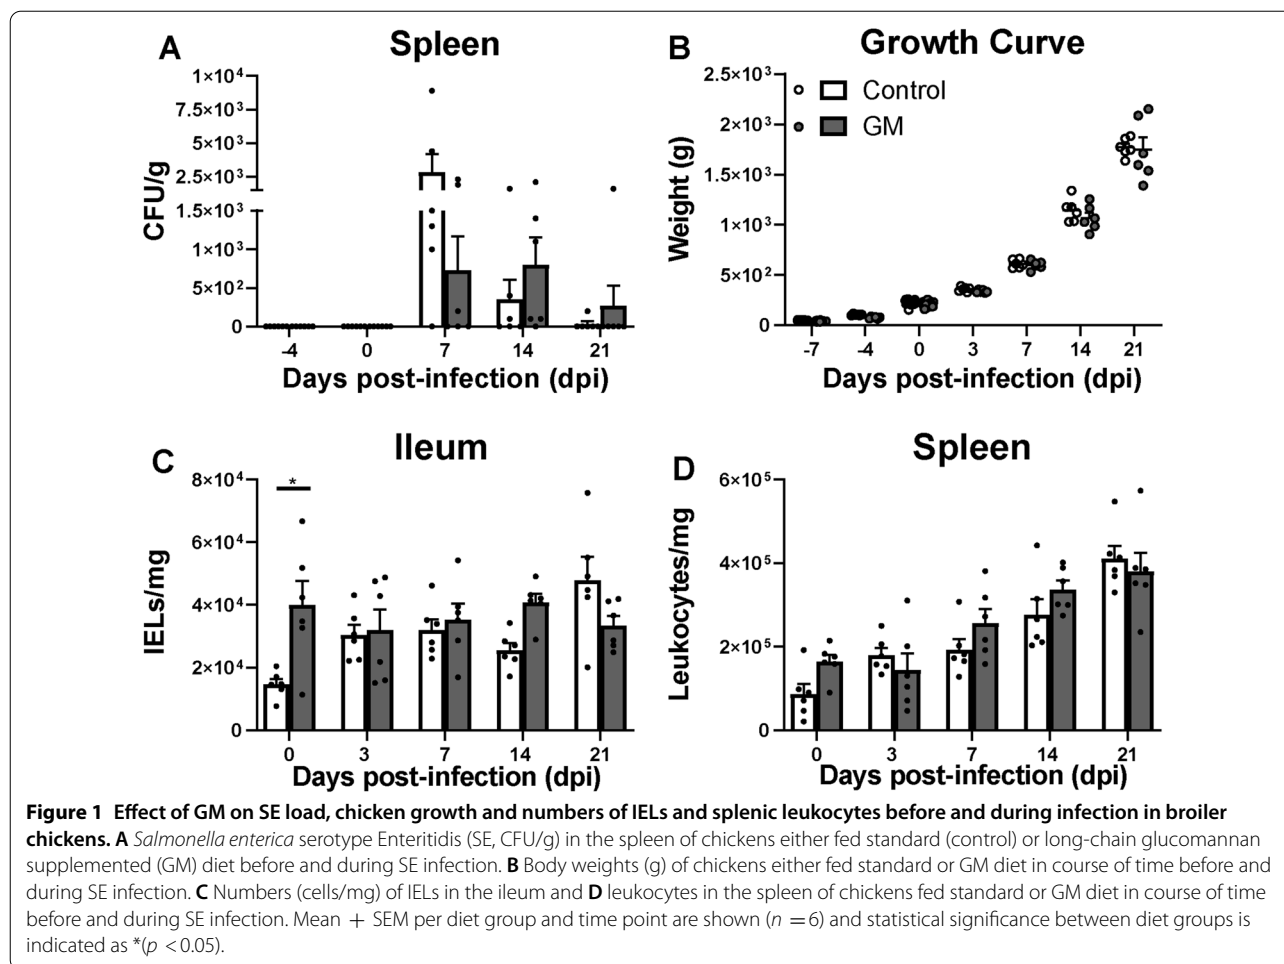 A
Spleen
1×10⁴
7.5×10³
5×10³
2.5×10³
1.5×10³
1×10³
5×10²
0
CFU/g
-4 0 7 14 21
Days post-infection (dpi)
B
Growth Curve
2.5×10³
2×10³
1.5×10³
1×10³
5×10²
0
Weight (g)
Control
GM
-7 -4 0 3 7 14 21
Days post-infection (dpi)
C
Ileum
8×10⁴
6×10⁴
4×10⁴
2×10⁴
0
IELs/mg
*
0 3 7 14 21
Days post-infection (dpi)
D
Spleen
6×10⁵
4×10⁵
2×10⁵
0
Leukocytes/mg
0 3 7 14 21
Days post-infection (dpi)
Figure 1 Effect of GM on SE load, chicken growth and numbers of IELs and splenic leukocytes before and during infection in broiler
chickens. A Salmonella enterica serotype Enteritidis (SE, CFU/g) in the spleen of chickens either fed standard (control) or long-chain glucomannan
supplemented (GM) diet before and during SE infection. B Body weights (g) of chickens either fed standard or GM diet in course of time before and
during SE infection. C Numbers (cells/mg) of IELs in the ileum and D leukocytes in the spleen of chickens fed standard or GM diet in course of time
before and during SE infection. Mean + SEM per diet group and time point are shown (n = 6) and statistical significance between diet groups is
indicated as *(p < 0.05).